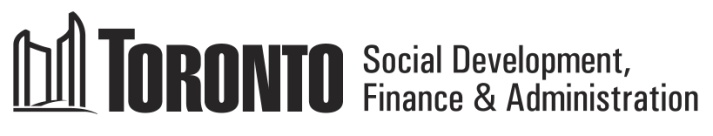 TORONTO
Social Development,
Finance & Administration